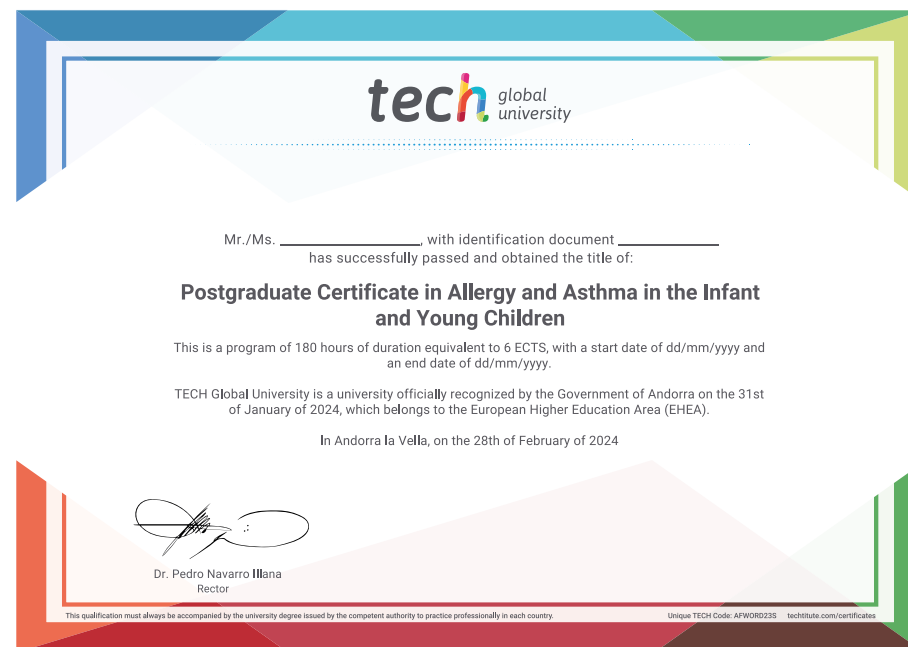 tech global university
Mr./Ms. ____________, with identification document ____________
has successfully passed and obtained the title of:
Postgraduate Certificate in Allergy and Asthma in the Infant
and Young Children
This is a program of 180 hours of duration equivalent to 6 ECTS, with a start date of dd/mm/yyyy and
an end date of dd/mm/yyyy.
TECH Global University is a university officially recognized by the Government of Andorra on the 31st
of January of 2024, which belongs to the European Higher Education Area (EHEA).
In Andorra la Vella, on the 28th of February of 2024
Dr. Pedro Navarro Illana
Rector
This qualification must always be accompanied by the university degree issued by the competent authority to practice professionally in each country.
Unique TECH Code: AFWORD23S techtitute.com/certificates